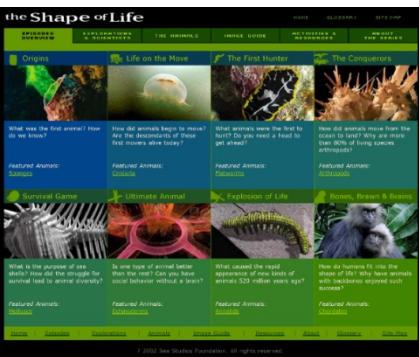 the Shape of Life
HOME GLOSSARY SITE MAP
EPISODES OVERVIEW
EXPLORATIONS & SCIENTISTS
THE ANIMALS
IMAGE GUIDE
ACTIVITIES & RESOURCES
ABOUT THE SERIES
Origins
What was the first animal? How
do we know?
Featured Animals:
Sponges
Life on the Move
How did animals begin to move?
Are the descendants of these
first movers alive today?
Featured Animals:
Cnidaria
The First Hunter
What animals were the first to
hunt? Do you need a head to
get ahead?
Featured Animals:
Flatworms
The Conquerors
How did animals move from the
ocean to land? Why are more
than 80% of living species
arthropods?
Featured Animals:
Arthropods
Survival Game
What is the purpose of sea
shells? How did the struggle for
survival lead to animal diversity?
Featured Animals:
Molluscs
Ultimate Animal
Is one type of animal better
than the rest? Can you have
social behavior without a brain?
Featured Animals:
Echinoderms
Explosion of Life
What caused the rapid
appearance of new kinds of
animals 520 million years ago?
Featured Animals:
Annelids
Bones, Brawn & Brains
How do humans fit into the
shape of life? Why have animals
with backbones enjoyed such
success?
Featured Animals:
Chordates
Home | Episodes | Explorations | Animals | Image Guide | Resources | About | Glossary | Site Map
© 2002 Sea Studios Foundation. All rights reserved.